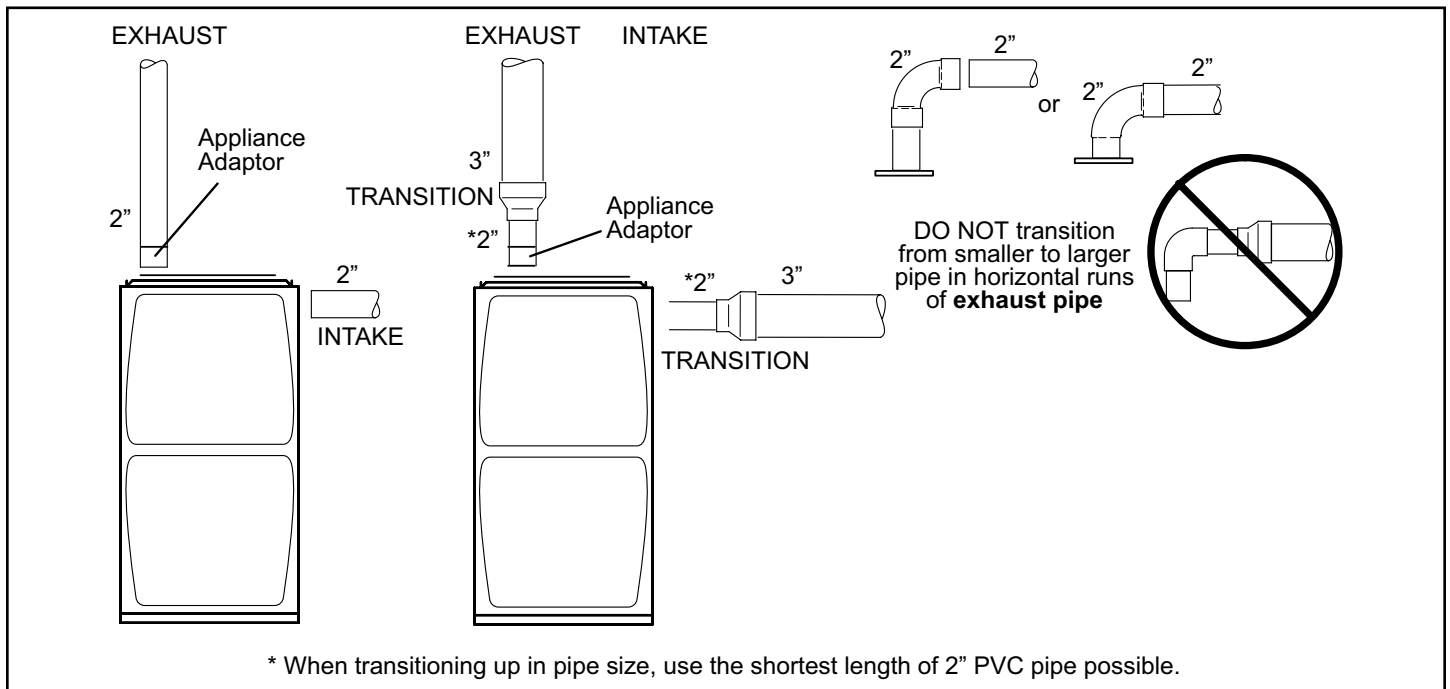 EXHAUST
Appliance
Adaptor
2”
2”
INTAKE
EXHAUST INTAKE
3”
TRANSITION
*2”
Appliance
Adaptor
*2” 3”
TRANSITION
2” 2”
or
2” 2”
DO NOT transition
from smaller to larger
pipe in horizontal runs
of exhaust pipe
* When transitioning up in pipe size, use the shortest length of 2” PVC pipe possible.